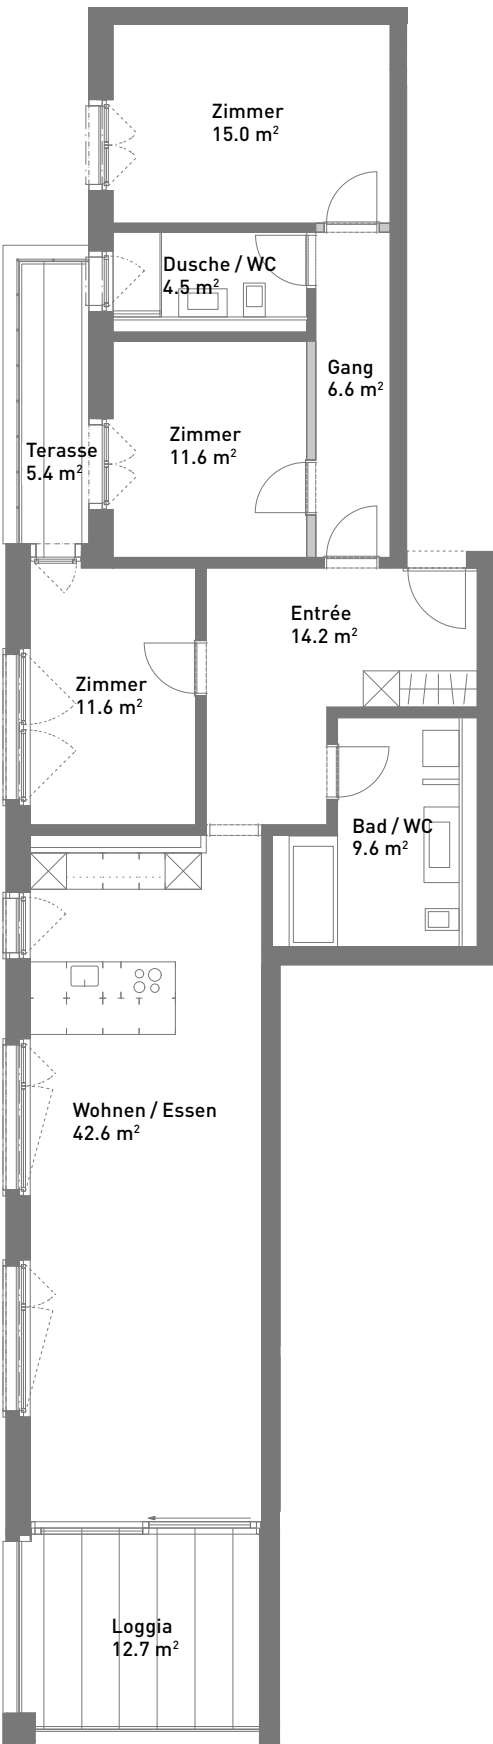 Zimmer
15.0 m²
Dusche / WC
4.5 m²
Gang
6.6 m²
Zimmer
11.6 m²
Terasse
5.4 m²
Entrée
14.2 m²
Zimmer
11.6 m²
Bad / WC
9.6 m²
Wohnen / Essen
42.6 m²
Loggia
12.7 m²